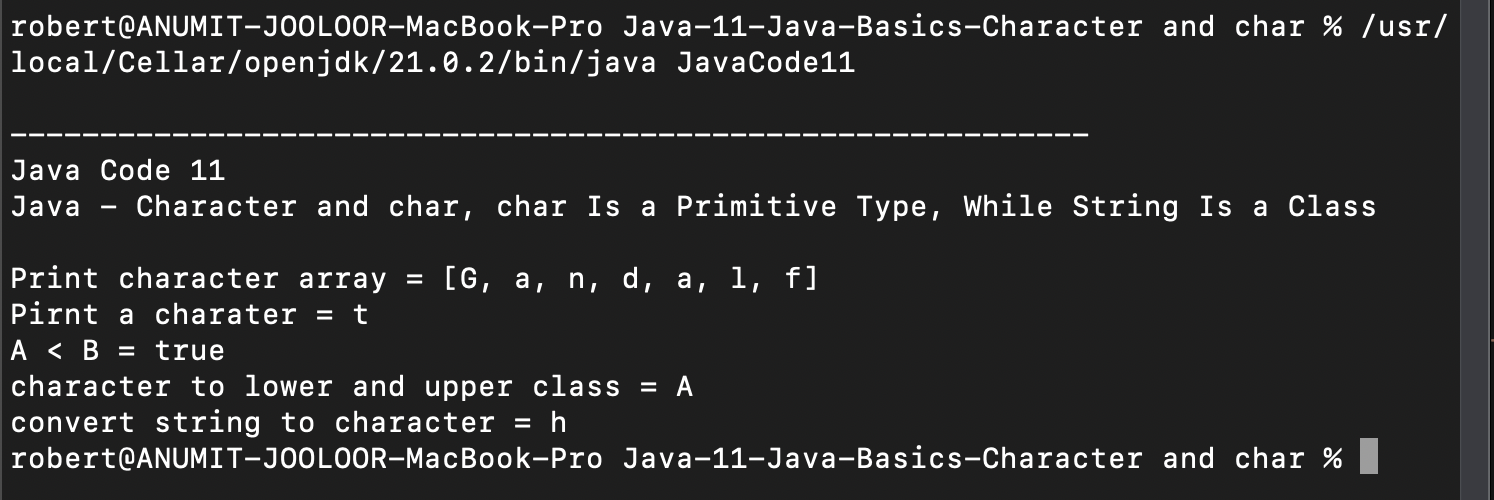 robert@ANUMIT-JOOLOOR-MacBook-Pro Java-11-Java-Basics-Character and char % /usr/
local/Cellar/openjdk/21.0.2/bin/java JavaCode11
------------------------------------------------------------
Java Code 11
Java - Character and char, char Is a Primitive Type, While String Is a Class
Print character array = [G, a, n, d, a, l, f]
Pirnt a charater = t
A < B = true
character to lower and upper class = A
convert string to character = h
robert@ANUMIT-JOOLOOR-MacBook-Pro Java-11-Java-Basics-Character and char %